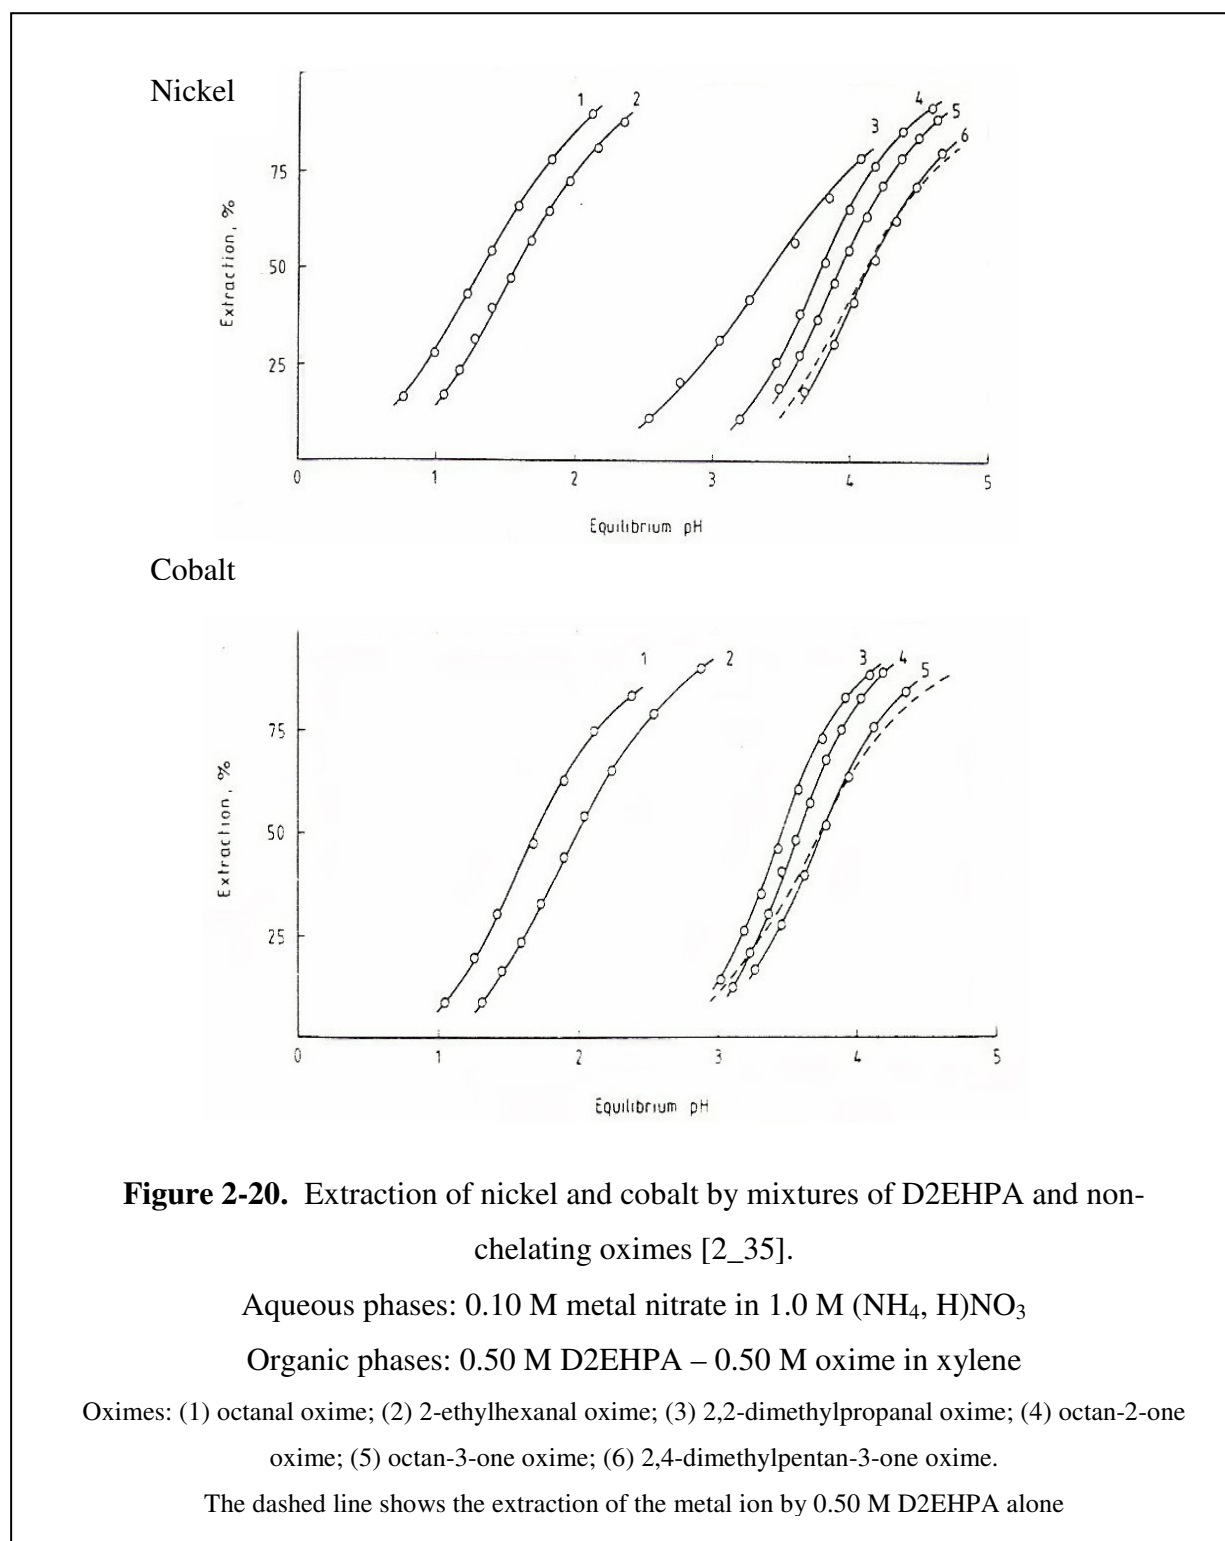 Nickel
1
2
3
4
5
6
75
50
25
Extraction, %
0
1
2
3
4
5
Equilibrium pH
Cobalt
1
2
3
4
5
75
50
25
Extraction, %
0
1
2
3
4
5
Equilibrium pH
Figure 2-20. Extraction of nickel and cobalt by mixtures of D2EHPA and non-
chelating oximes [2_35].
Aqueous phases: 0.10 M metal nitrate in 1.0 M (NH₄, H)NO₃
Organic phases: 0.50 M D2EHPA – 0.50 M oxime in xylene
Oximes: (1) octanal oxime; (2) 2-ethylhexanal oxime; (3) 2,2-dimethylpropanal oxime; (4) octan-2-one
oxime; (5) octan-3-one oxime; (6) 2,4-dimethylpentan-3-one oxime.
The dashed line shows the extraction of the metal ion by 0.50 M D2EHPA alone